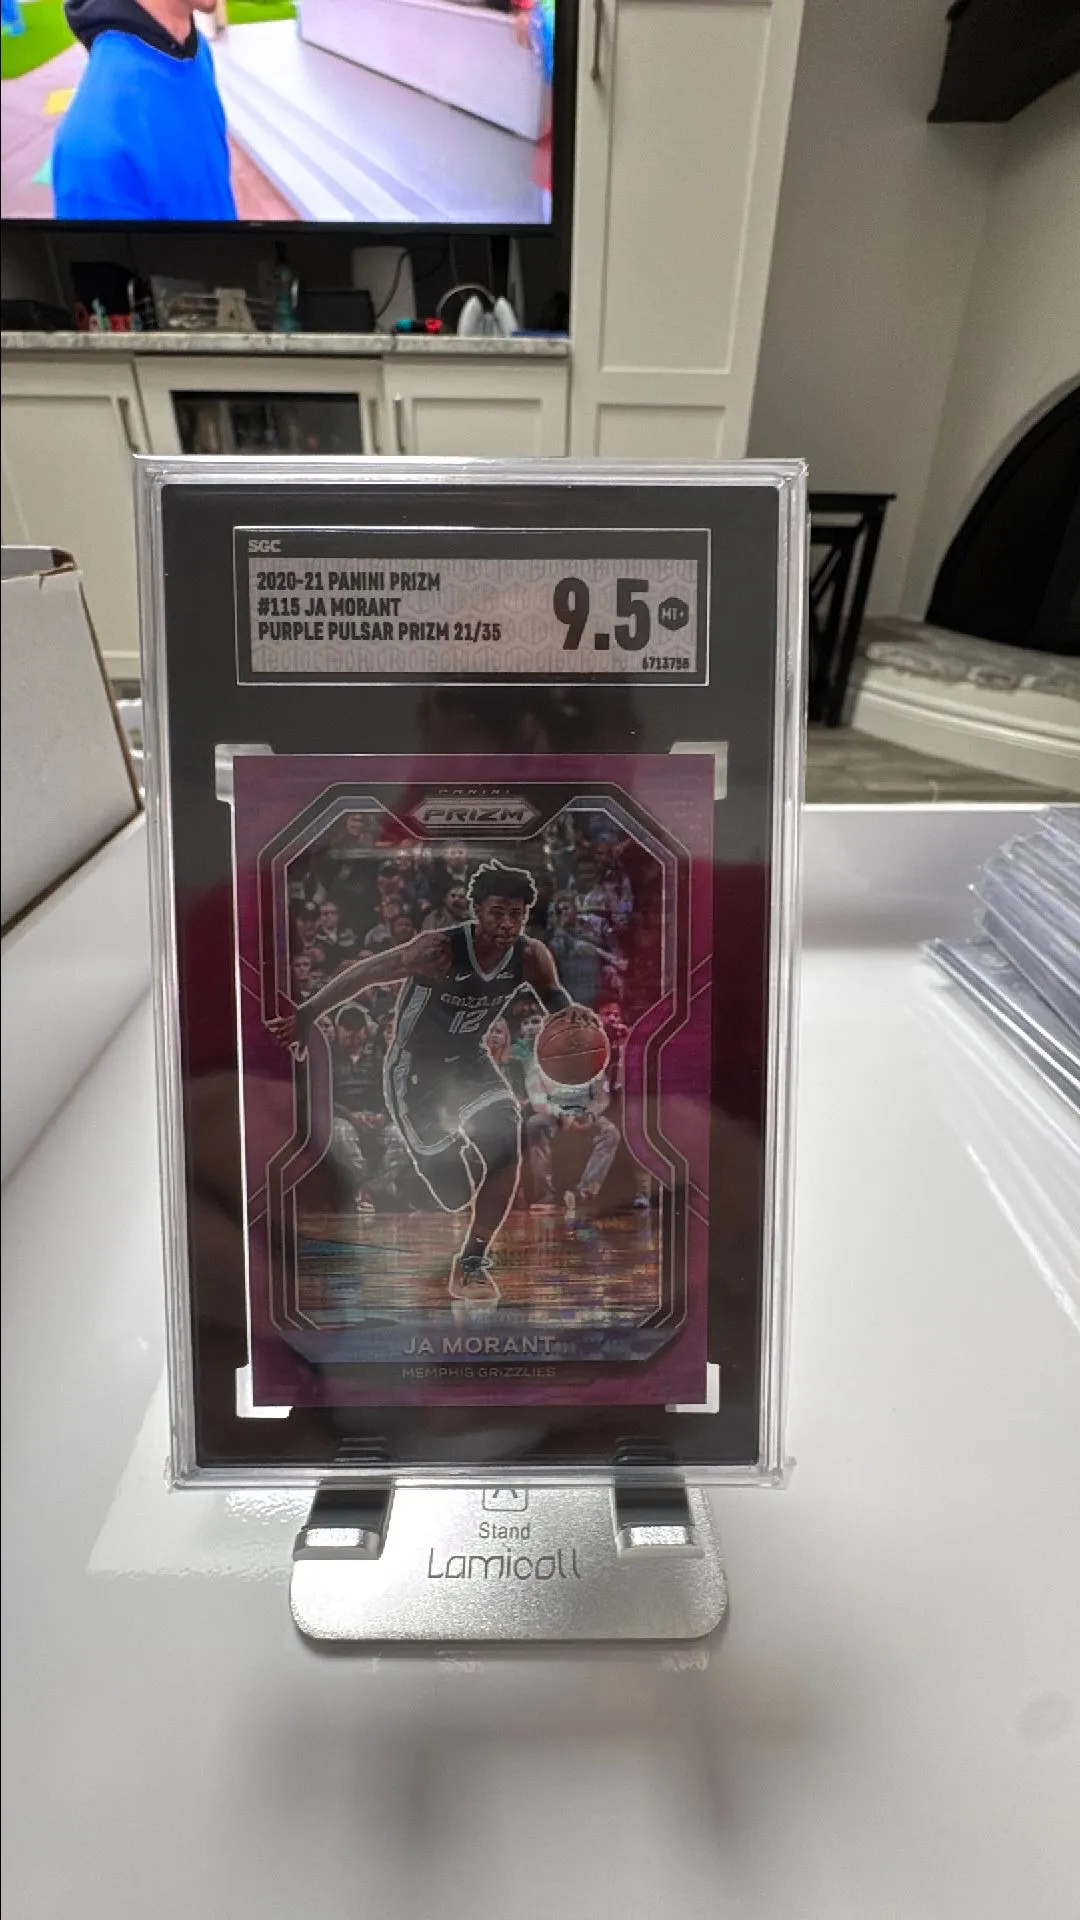 SGC
2020-21 PANINI PRIZM
#115 JA MORANT
PURPLE PULSAR PRIZM 21/35
9.5
MT+
6713758
PANINI
PRIZM
GRIZZLIES
12
JA MORANT
MEMPHIS GRIZZLIES
Stand
Lamicall